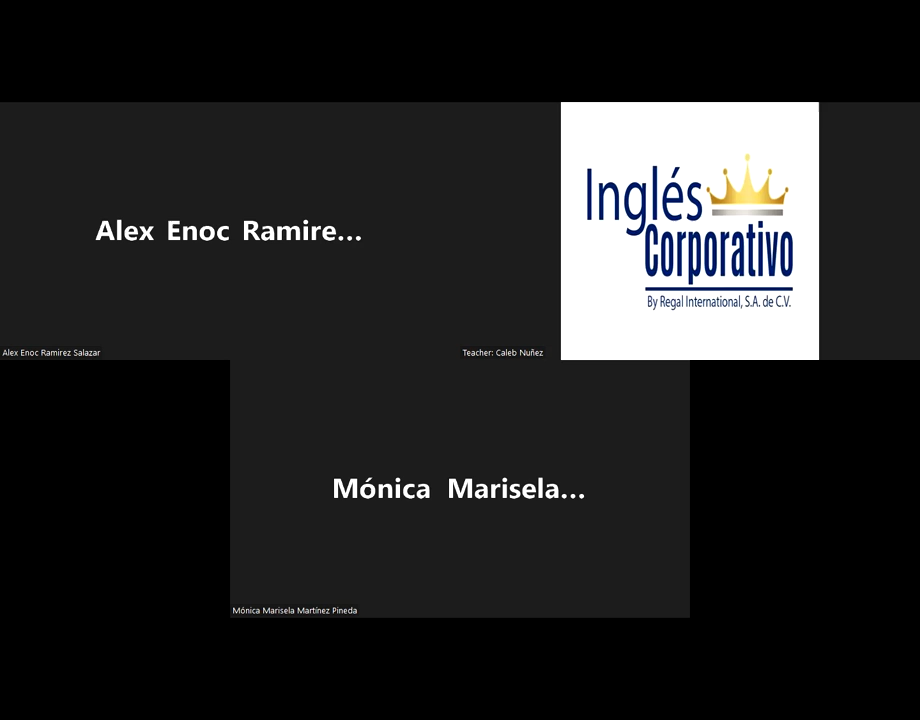 Alex Enoc Ramire...
Inglés
Corporativo
By Regal International, S.A. de C.V.
Alex Enoc Ramirez Salazar
Teacher: Caleb Nuñez
Mónica Marisela...
Mónica Marisela Martínez Pineda